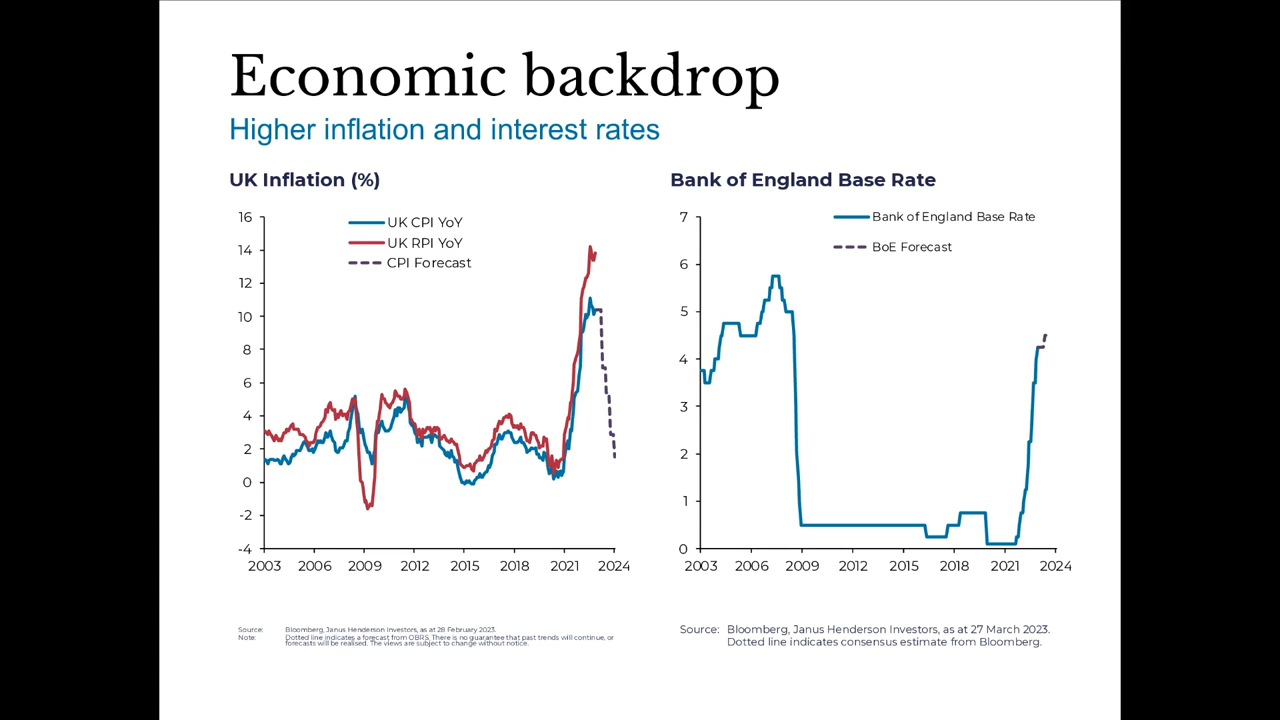 Economic backdrop
Higher inflation and interest rates
UK Inflation (%)
16
14
12
10
8
6
4
2
0
-2
-4
2003 2006 2009 2012 2015 2018 2021 2024
UK CPI YoY
UK RPI YoY
CPI Forecast
Source: Bloomberg, Janus Henderson Investors, as at 28 February 2023.
Note: Dotted line indicates a forecast from OBRS. There is no guarantee that past trends will continue, or
forecasts will be realised. The views are subject to change without notice.
Bank of England Base Rate
7
6
5
4
3
2
1
0
2003 2006 2009 2012 2015 2018 2021 2024
Bank of England Base Rate
BoE Forecast
Source: Bloomberg, Janus Henderson Investors, as at 27 March 2023.
Dotted line indicates consensus estimate from Bloomberg.